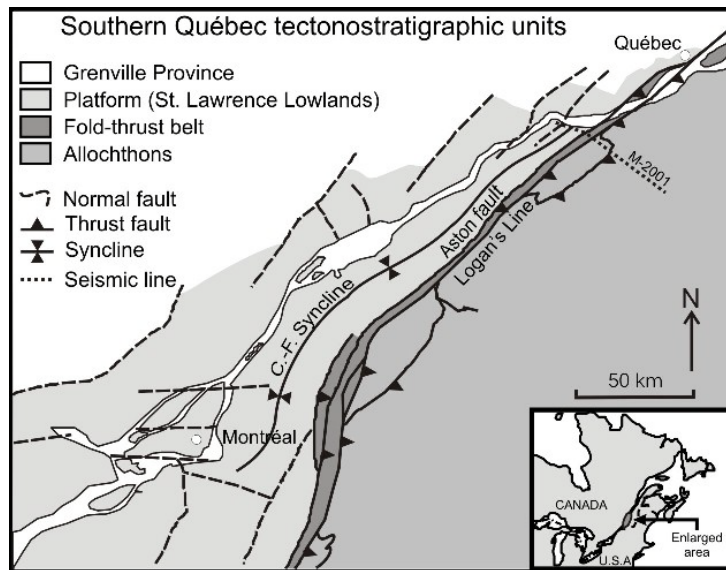 Southern Québec tectonostratigraphic units
Grenville Province
Platform (St. Lawrence Lowlands)
Fold-thrust belt
Allochthons
Normal fault
Thrust fault
Syncline
Seismic line
Québec
M-2001
Aston fault
Logan's Line
C.-F. Syncline
Montréal
N
50 km
CANADA
U.S.A
Enlarged
area